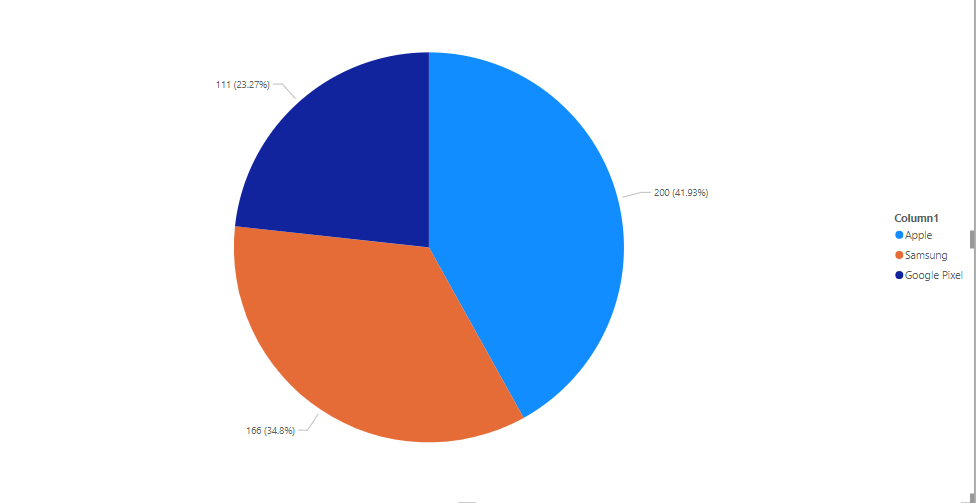 111 (23.27%)
200 (41.93%)
Column1
Apple
Samsung
Google Pixel
166 (34.8%)